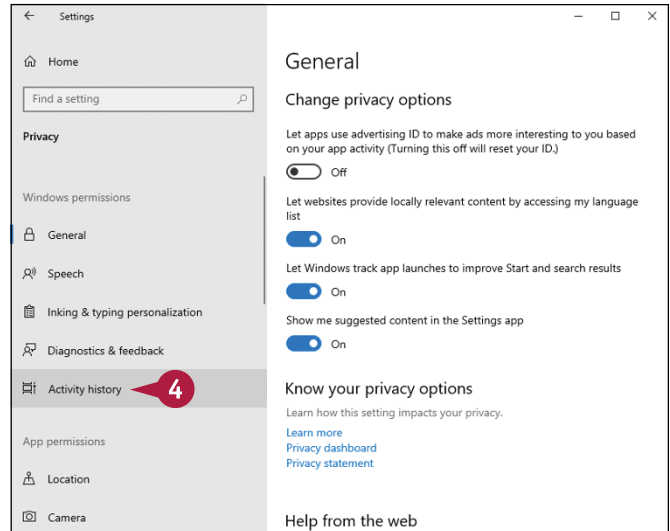 Settings
Home
Find a setting
Privacy
Windows permissions
General
Speech
Inking & typing personalization
Diagnostics & feedback
Activity history
4
App permissions
Location
Camera
General
Change privacy options
Let apps use advertising ID to make ads more interesting to you based
on your app activity (Turning this off will reset your ID.)
Off
Let websites provide locally relevant content by accessing my language
list
On
Let Windows track app launches to improve Start and search results
On
Show me suggested content in the Settings app
On
Know your privacy options
Learn how this setting impacts your privacy.
Learn more
Privacy dashboard
Privacy statement
Help from the web